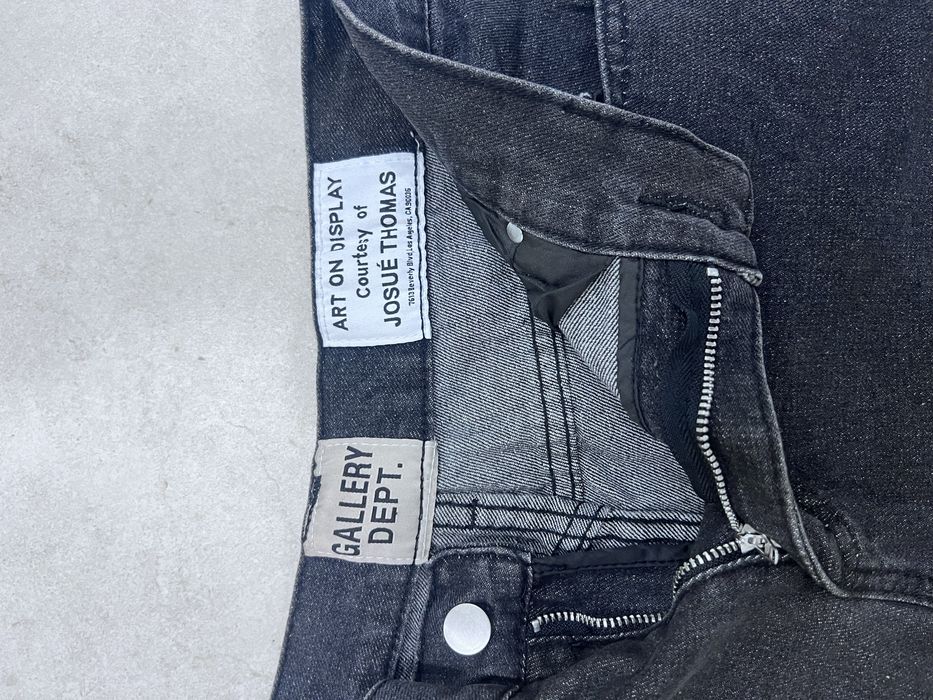 ART ON DISPLAY
Courtesy of
JOSUÉ THOMAS
7613 Beverly Blvd Los Angeles, CA 90036
GALLERY
DEPT.